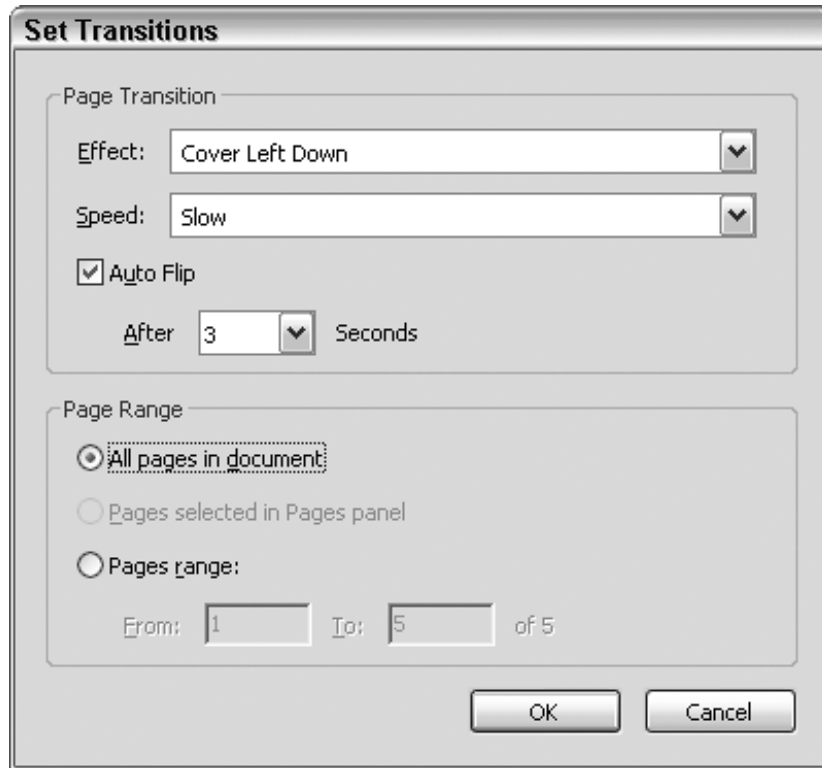 Set Transitions
Page Transition
Effect: Cover Left Down
Speed: Slow
Auto Flip
After 3 Seconds
Page Range
All pages in document
Pages selected in Pages panel
Pages range:
From: 1 To: 5 of 5
OK Cancel